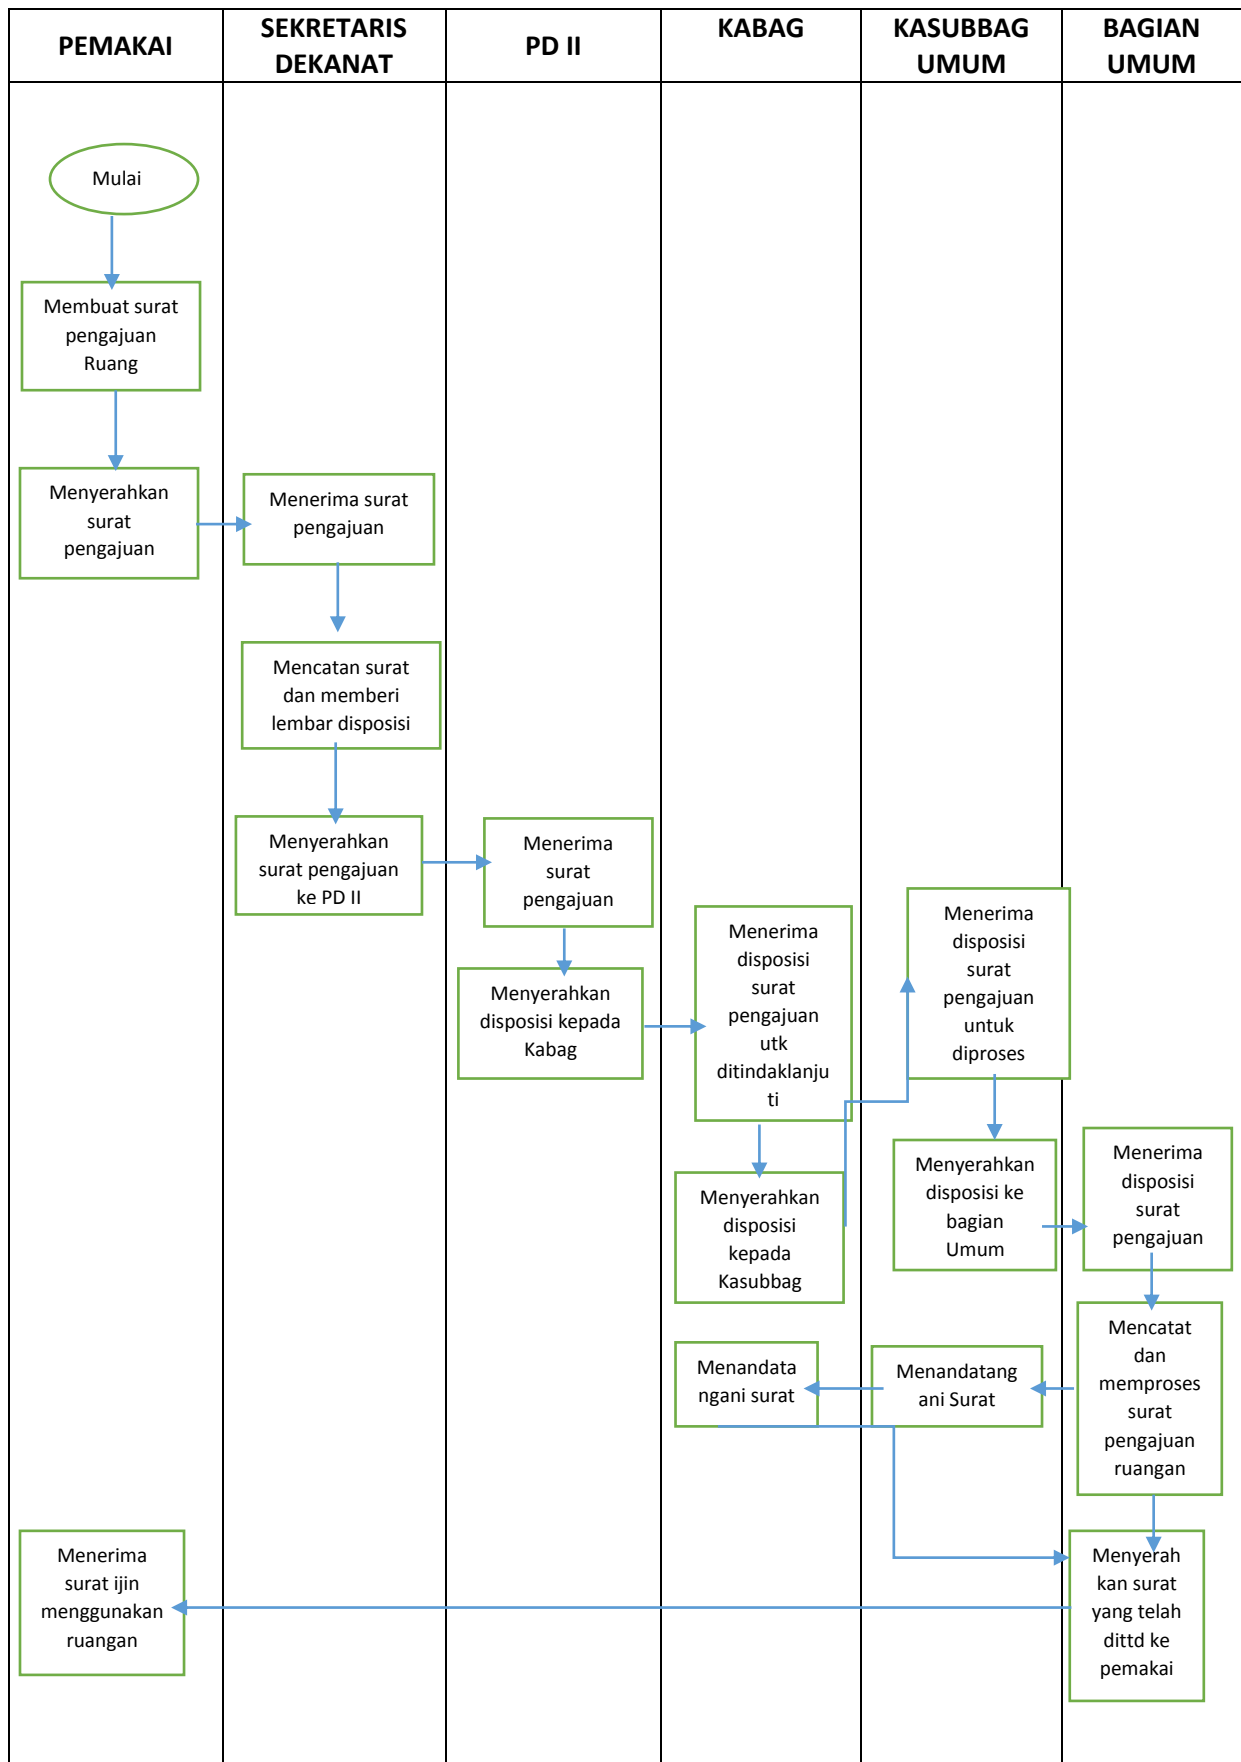 PEMAKAI
SEKRETARIS
DEKANAT
PD II
KABAG
KASUBBAG
UMUM
BAGIAN
UMUM
Mulai
Membuat surat
pengajuan
Ruang
Menyerahkan
surat
pengajuan
Menerima surat
pengajuan
Mencatan surat
dan memberi
lembar disposisi
Menyerahkan
surat pengajuan
ke PD II
Menerima
surat
pengajuan
Menyerahkan
disposisi kepada
Kabag
Menerima
disposisi
surat
pengajuan
utk
ditindaklanju
ti
Menyerahkan
disposisi
kepada
Kasubbag
Menerima
disposisi
surat
pengajuan
untuk
diproses
Menyerahkan
disposisi ke
bagian
Umum
Menerima
disposisi
surat
pengajuan
Mencatat
dan
memproses
surat
pengajuan
ruangan
Menandatang
ani Surat
Menandata
ngani surat
Menyerah
kan surat
yang telah
dittd ke
pemakai
Menerima
surat ijin
menggunakan
ruangan